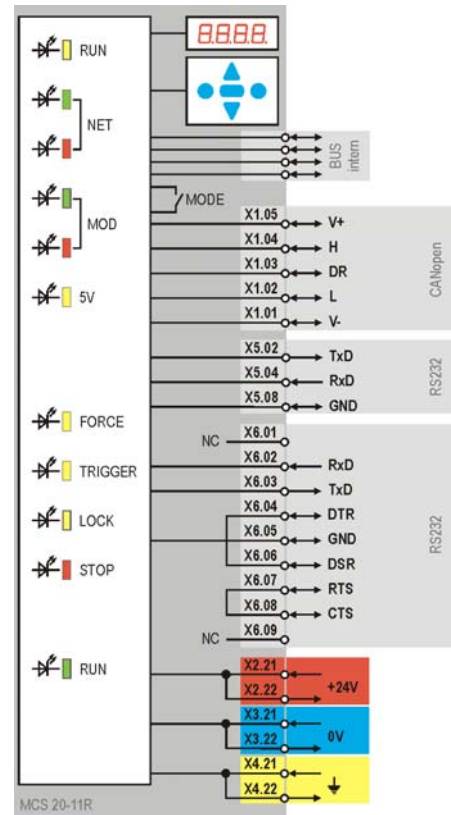 8.8.8.8.
RUN
NET
BUS
intern
MODE
MOD
X1.05 V+
X1.04 H
X1.03 DR
X1.02 L
X1.01 V-
CANopen
5V
X5.02 TxD
X5.04 RxD
X5.08 GND
RS232
FORCE
TRIGGER
LOCK
STOP
NC X6.01
X6.02 RxD
X6.03 TxD
X6.04 DTR
X6.05 GND
X6.06 DSR
X6.07 RTS
X6.08 CTS
NC X6.09
RS232
RUN
X2.21
X2.22 +24V
X3.21
X3.22 0V
X4.21
X4.22
MCS 20-11R